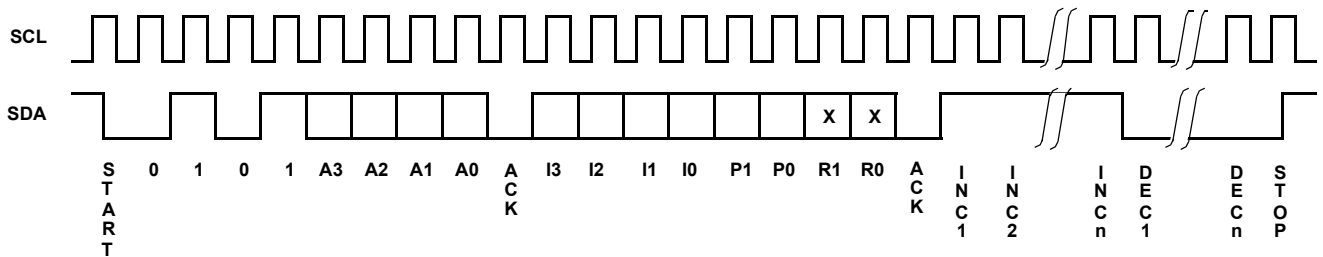 SCL
SDA
X X
START 0 1 0 1 A3 A2 A1 A0 ACK I3 I2 I1 I0 P1 P0 R1 R0 ACK INC1 INC2 INCn DEC1 DECn STOP